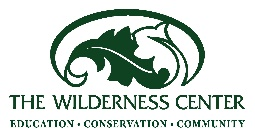 THE WILDERNESS CENTER
EDUCATION • CONSERVATION • COMMUNITY